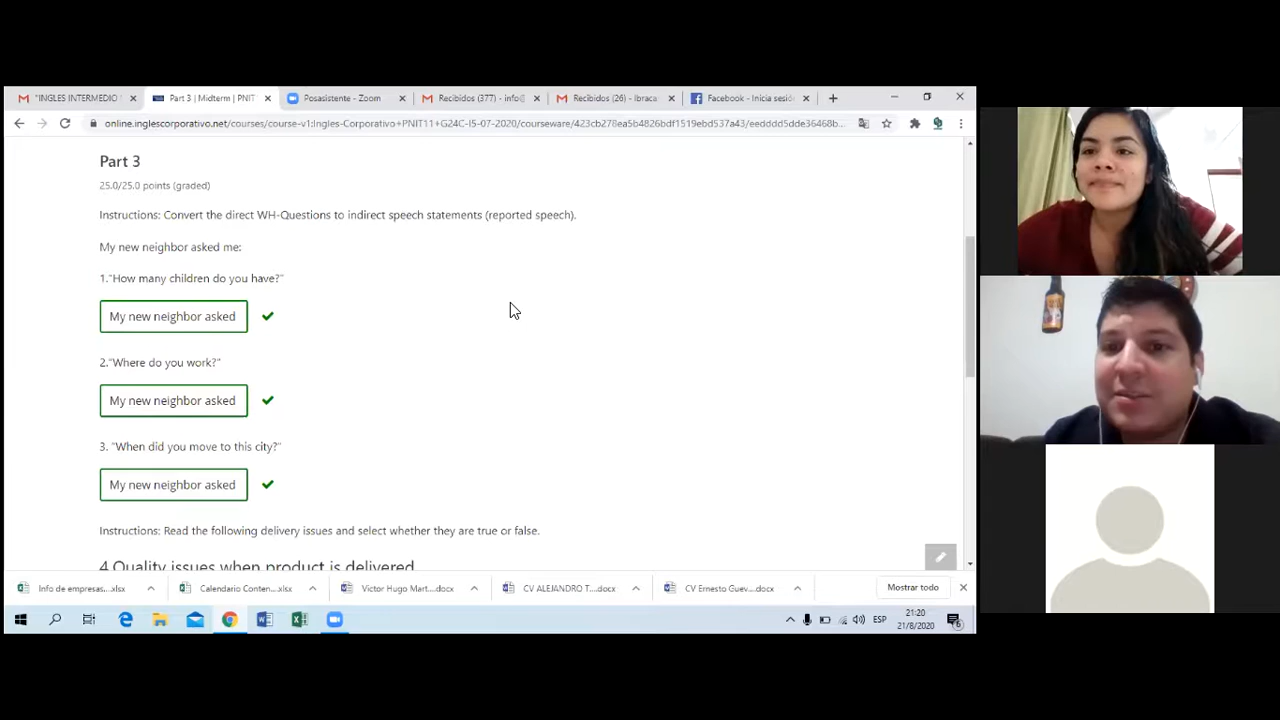 "INGLES INTERMEDIO
Part 3 | Midterm | PNIT
Posasistente - Zoom
Recibidos (377) - info@
Recibidos (26) - lbraca
Facebook - Inicia sesió
online.inglescorporativo.net/courses/course-v1:Ingles-Corporativo+PNIT11+G24C-I5-07-2020/courseware/423cb278ea5b4826bdf1519ebd537a43/eedddd5dde36468b...
Part 3
25.0/25.0 points (graded)
Instructions: Convert the direct WH-Questions to indirect speech statements (reported speech).
My new neighbor asked me:
1."How many children do you have?"
My new neighbor asked
2."Where do you work?"
My new neighbor asked
3. "When did you move to this city?"
My new neighbor asked
Instructions: Read the following delivery issues and select whether they are true or false.
4.Quality issues when product is delivered
Info de empresas....xlsx
Calendario Conten....xlsx
Victor Hugo Mart....docx
CV ALEJANDRO T....docx
CV Ernesto Guev....docx
Mostrar todo
ESP
21:20
21/8/2020
6